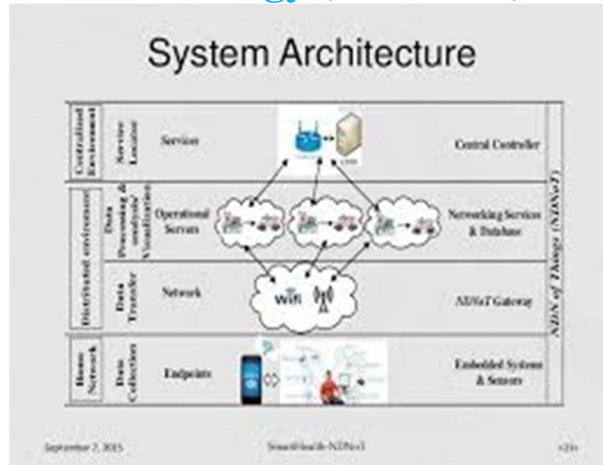 System Architecture
Centralized
Environment
Service
Locator
Services
Central Controller
Distributed environment
Data
Processing &
analysis/
Visualization
Operational
Servers
Networking Services
& Database
Data
Transfer
Network
WiFi
NDNoT Gateway
Home
Network
Data
Collection
Endpoints
Embedded Systems
& Sensors
NDN of Things (NDNoT)
September 7, 2015
SmartHealth-NDNoT